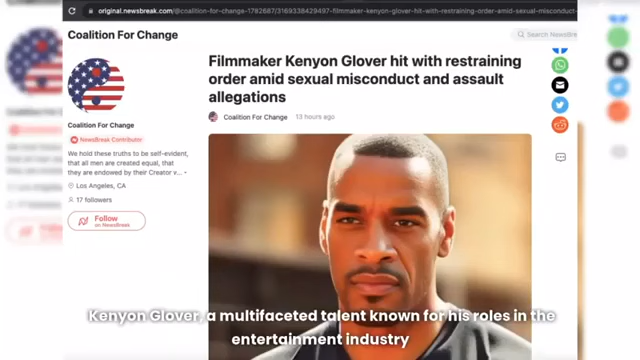 original.newsbreak.com/@coalition-for-change-1782687/3169338429497-filmmaker-kenyon-glover-hit-with-restraining-order-amid-sexual-misconduct-
Coalition For Change
Search NewsBreak
Filmmaker Kenyon Glover hit with restraining
order amid sexual misconduct and assault
allegations
Coalition For Change
13 hours ago
Coalition For Change
NewsBreak Contributor
We hold these truths to be self-evident,
that all men are created equal, that
they are endowed by their Creator v...
Los Angeles, CA
17 followers
Follow
on NewsBreak
Kenyon Glover, a multifaceted talent known for his roles in the
entertainment industry